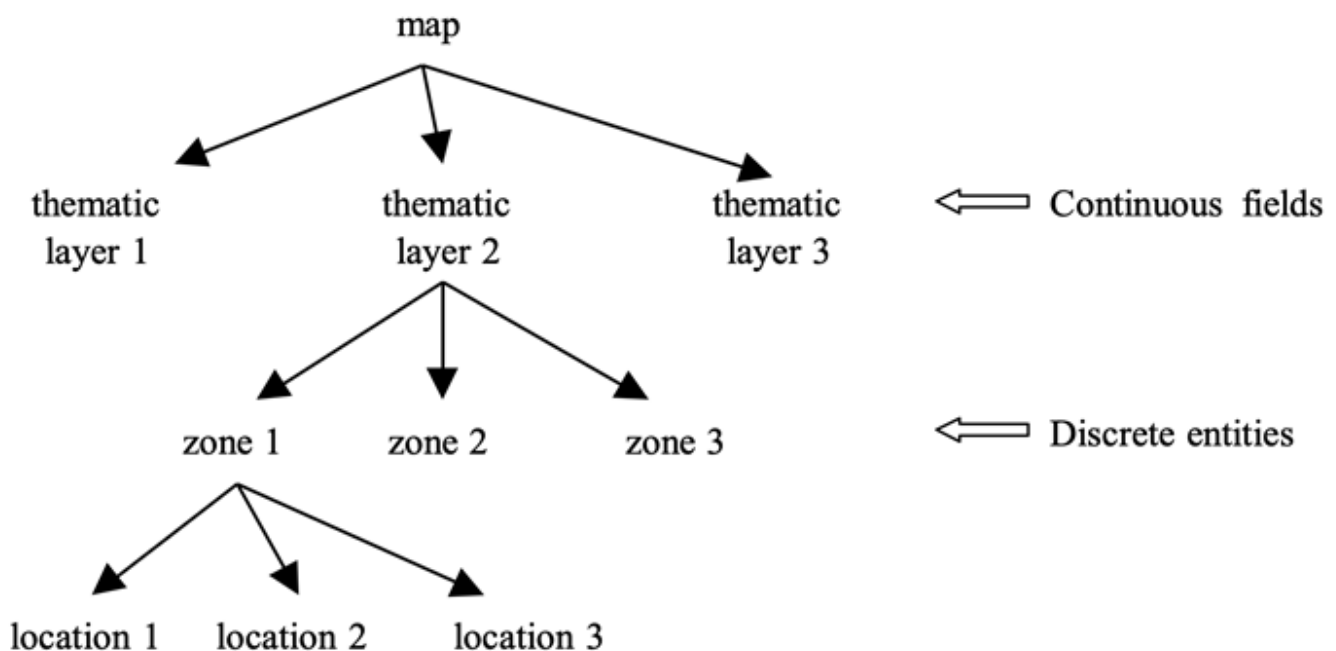 map
thematic
layer 1
thematic
layer 2
thematic
layer 3
Continuous fields
zone 1
zone 2
zone 3
Discrete entities
location 1
location 2
location 3